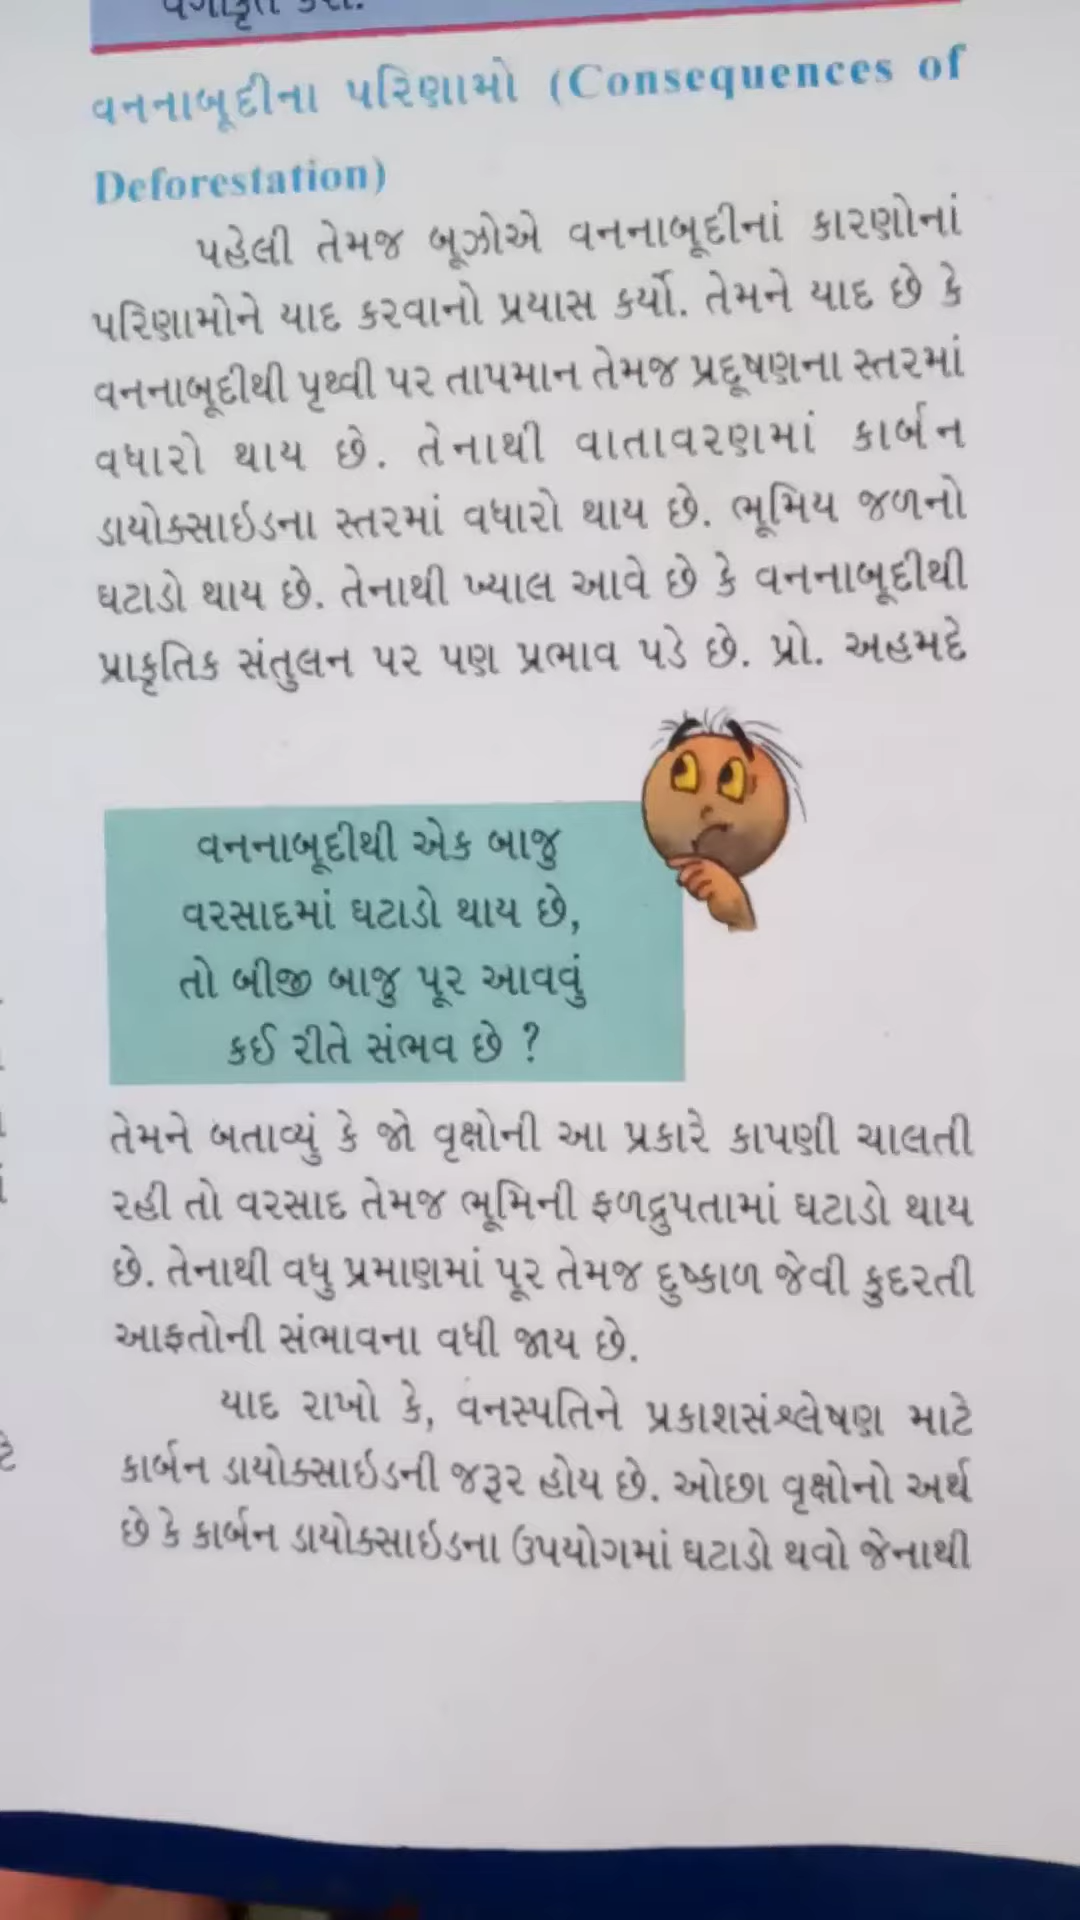 વનનાબૂદીના પરિણામો (Consequences of
Deforestation)
પહેલી તેમજ બૂઝોએ વનનાબૂદીનાં કારણોનાં
પરિણામોને યાદ કરવાનો પ્રયાસ કર્યો. તેમને યાદ છે કે
વનનાબૂદીથી પૃથ્વી પર તાપમાન તેમજ પ્રદૂષણના સ્તરમાં
વધારો થાય છે. તેનાથી વાતાવરણમાં કાર્બન
ડાયોક્સાઇડના સ્તરમાં વધારો થાય છે. ભૂમિય જળનો
ઘટાડો થાય છે. તેનાથી ખ્યાલ આવે છે કે વનનાબૂદીથી
પ્રાકૃતિક સંતુલન પર પણ પ્રભાવ પડે છે. પ્રો. અહમદે
વનનાબૂદીથી એક બાજુ
વરસાદમાં ઘટાડો થાય છે,
તો બીજી બાજુ પૂર આવવું
કઈ રીતે સંભવ છે ?
તેમને બતાવ્યું કે જો વૃક્ષોની આ પ્રકારે કાપણી ચાલતી
રહી તો વરસાદ તેમજ ભૂમિની ફળદ્રુપતામાં ઘટાડો થાય
છે. તેનાથી વધુ પ્રમાણમાં પૂર તેમજ દુષ્કાળ જેવી કુદરતી
આફતોની સંભાવના વધી જાય છે.
યાદ રાખો કે, વનસ્પતિને પ્રકાશસંશ્લેષણ માટે
કાર્બન ડાયોક્સાઇડની જરૂર હોય છે. ઓછા વૃક્ષોનો અર્થ
છે કે કાર્બન ડાયોક્સાઇડના ઉપયોગમાં ઘટાડો થવો જેનાથી